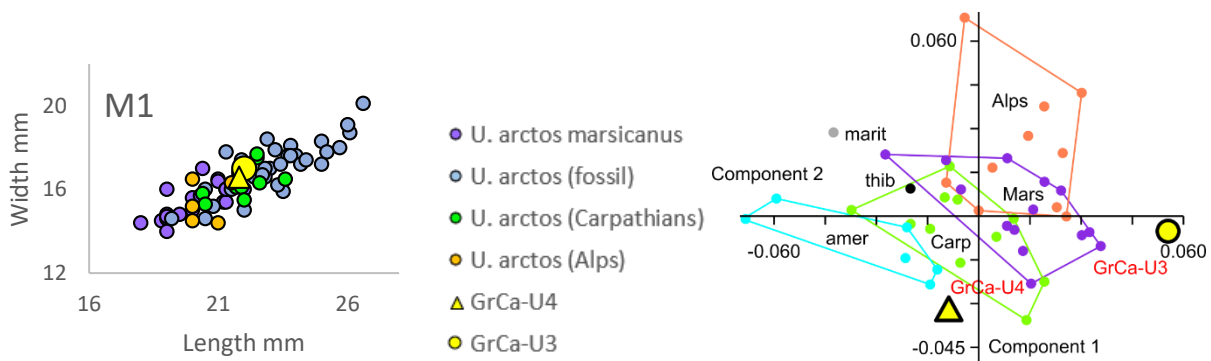 M1
Width mm
20
16
12
16
21
26
Length mm
U. arctos marsicanus
U. arctos (fossil)
U. arctos (Carpathians)
U. arctos (Alps)
GrCa-U4
GrCa-U3
0.060
Alps
marit
Component 2
thib
Mars
amer
Carp
-0.060
0.060
GrCa-U3
GrCa-U4
Component 1
-0.045